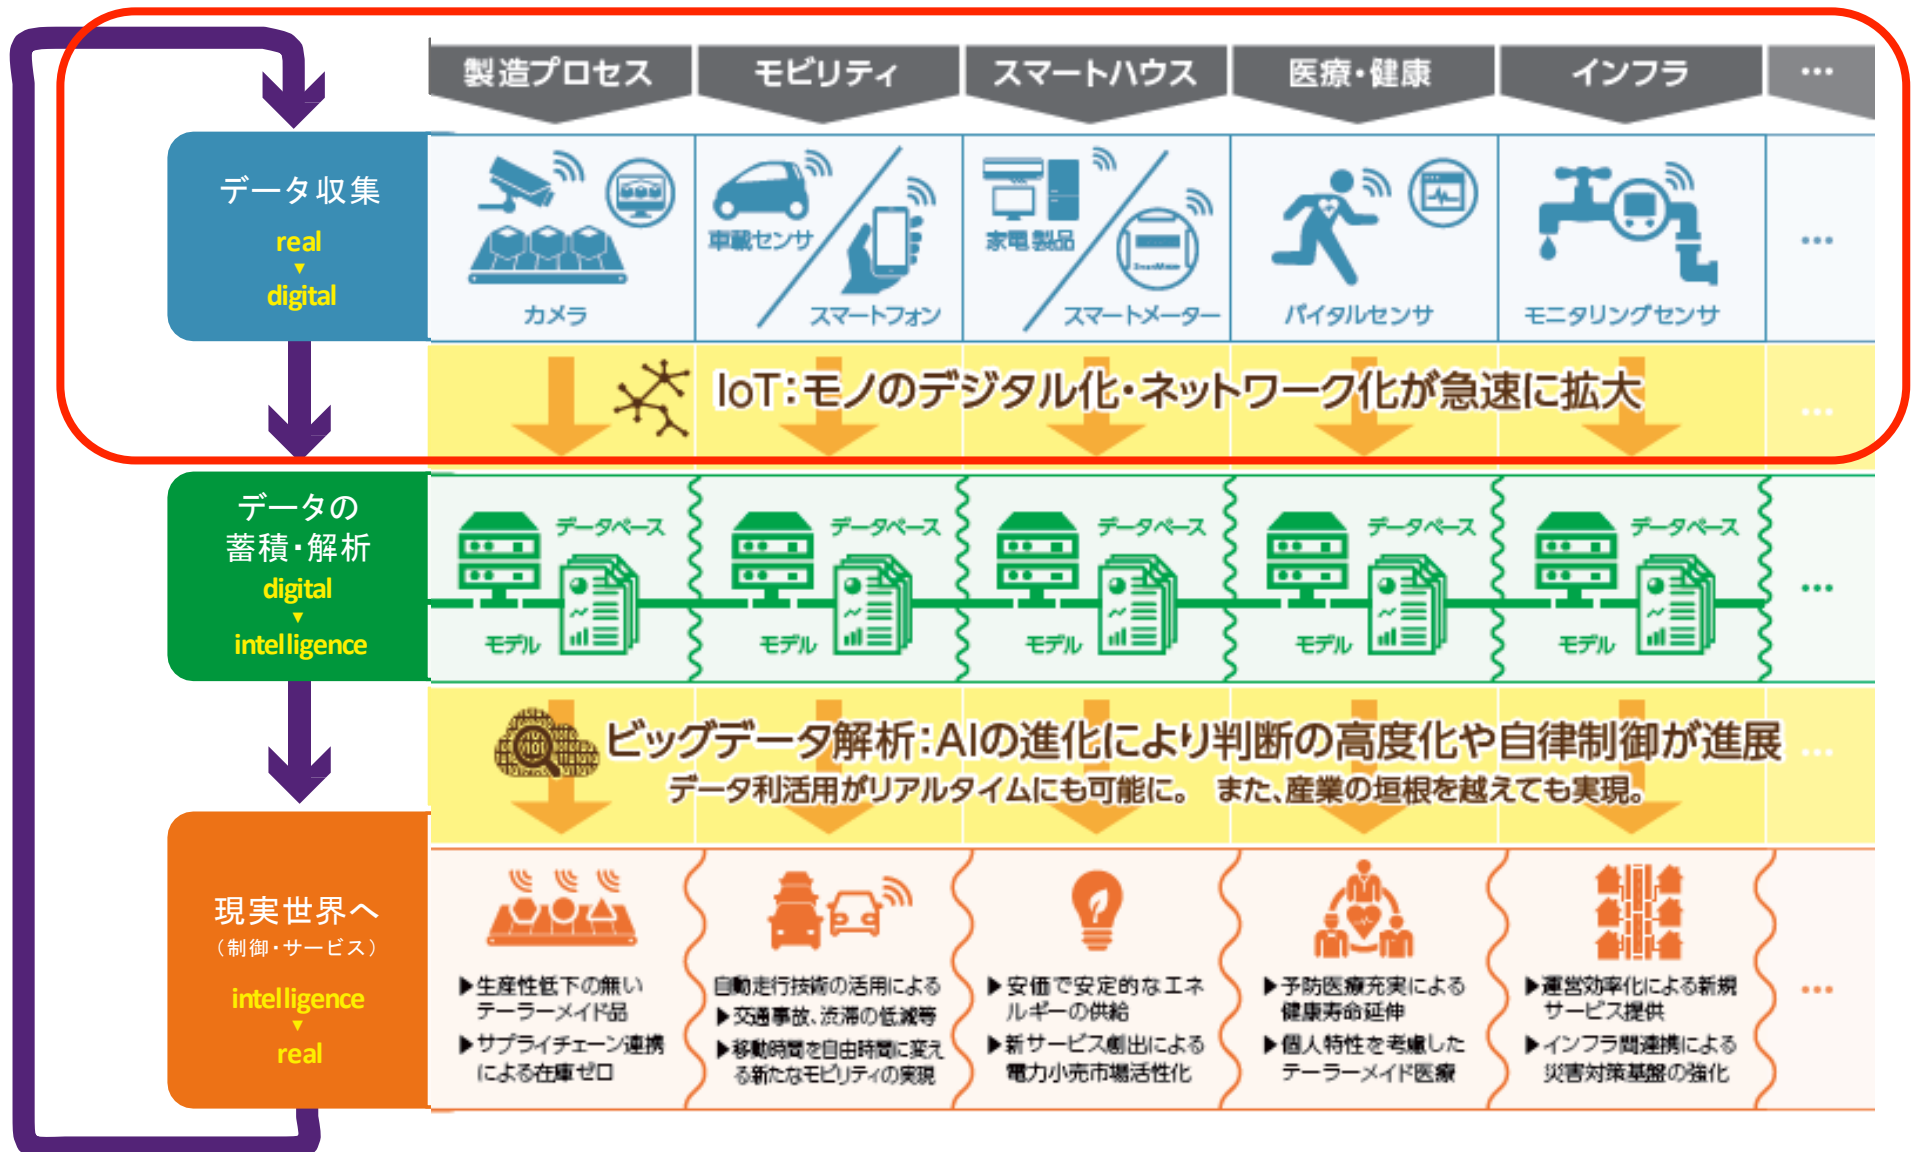 製造プロセス
モビリティ
スマートハウス
医療・健康
インフラ
…
データ収集
real
▼
digital
カメラ
車載センサ
スマートフォン
家電製品
スマートメーター
バイタルセンサ
モニタリングセンサ
…
IoT：モノのデジタル化・ネットワーク化が急速に拡大
…
データの
蓄積・解析
digital
▼
intelligence
データベース
モデル
データベース
モデル
データベース
モデル
データベース
モデル
データベース
モデル
…
ビッグデータ解析：AIの進化により判断の高度化や自律制御が進展
データ利活用がリアルタイムにも可能に。 また、産業の垣根を越えても実現。
…
現実世界へ
（制御・サービス）
intelligence
▼
real
▶生産性低下の無い
テーラーメイド品
▶サプライチェーン連携
による在庫ゼロ
自動走行技術の活用による
▶交通事故、渋滞の低減等
▶移動時間を自由時間に変え
る新たなモビリティの実現
▶安価で安定的なエネ
ルギーの供給
▶新サービス創出による
電力小売市場活性化
▶予防医療充実による
健康寿命延伸
▶個人特性を考慮した
テーラーメイド医療
▶運営効率化による新規
サービス提供
▶インフラ間連携による
災害対策基盤の強化
…